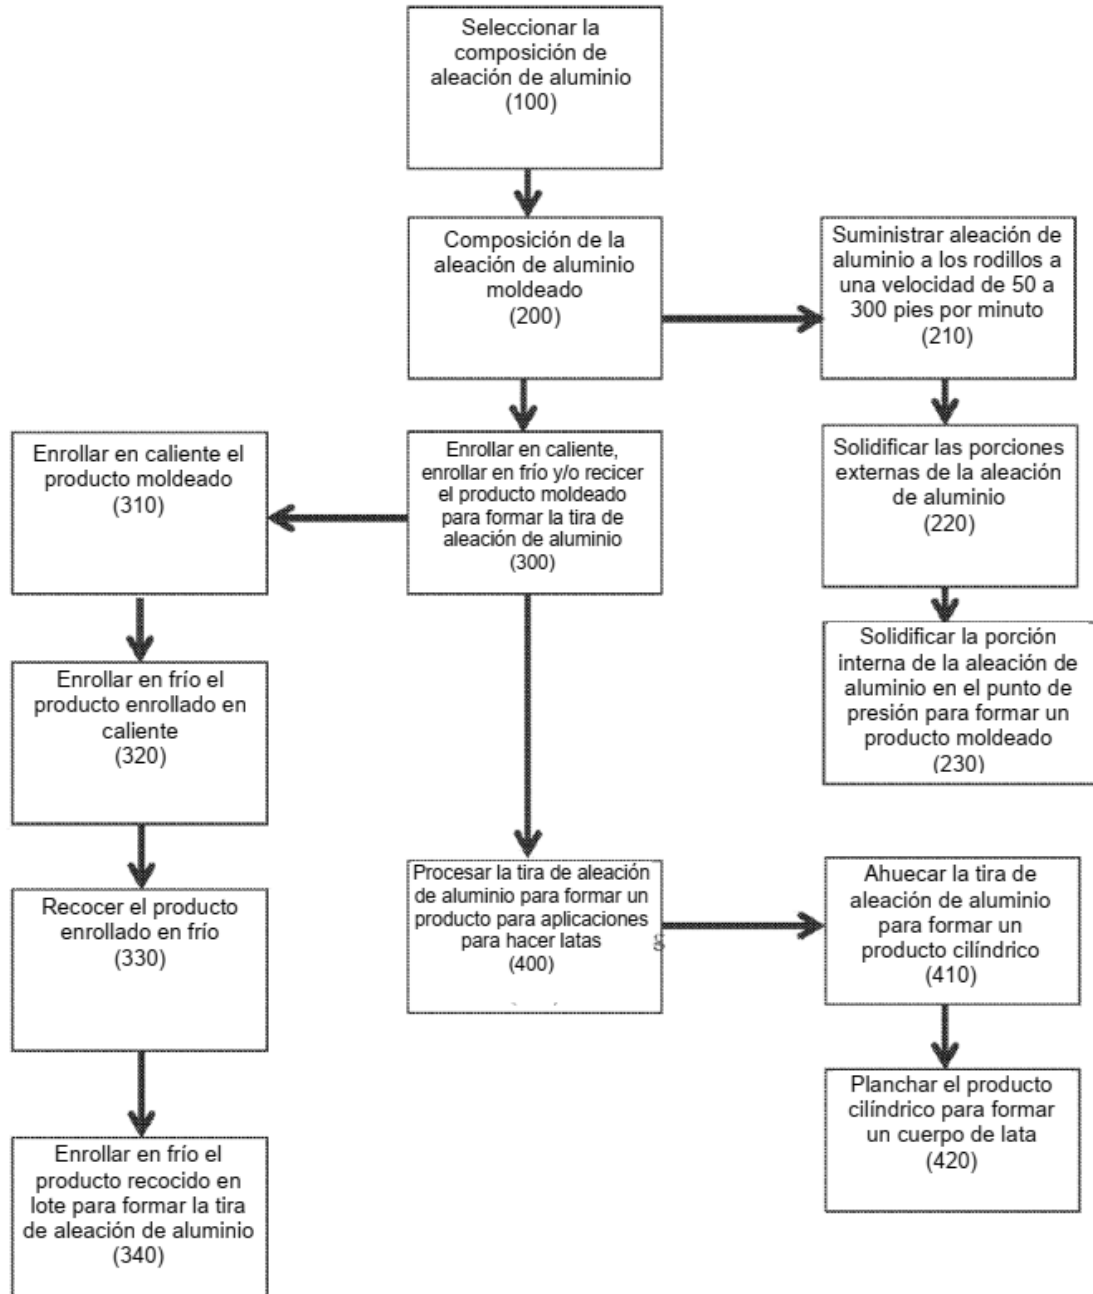 Seleccionar la
composición de
aleación de aluminio
(100)
Composición de la
aleación de aluminio
moldeado
(200)
Suministrar aleación de
aluminio a los rodillos a
una velocidad de 50 a
300 pies por minuto
(210)
Enrollar en caliente el
producto moldeado
(310)
Enrollar en caliente,
enrollar en frío y/o recicer
el producto moldeado
para formar la tira de
aleación de aluminio
(300)
Solidificar las porciones
externas de la aleación
de aluminio
(220)
Solidificar la porción
interna de la aleación de
aluminio en el punto de
presión para formar un
producto moldeado
(230)
Enrollar en frío el
producto enrollado en
caliente
(320)
Recocer el producto
enrollado en frío
(330)
Procesar la tira de aleación
de aluminio para formar un
producto para aplicaciones
para hacer latas
(400)
Ahuecar la tira de
aleación de aluminio
para formar un
producto cilíndrico
(410)
Planchar el producto
cilíndrico para formar
un cuerpo de lata
(420)
Enrollar en frío el
producto recocido en
lote para formar la tira
de aleación de aluminio
(340)